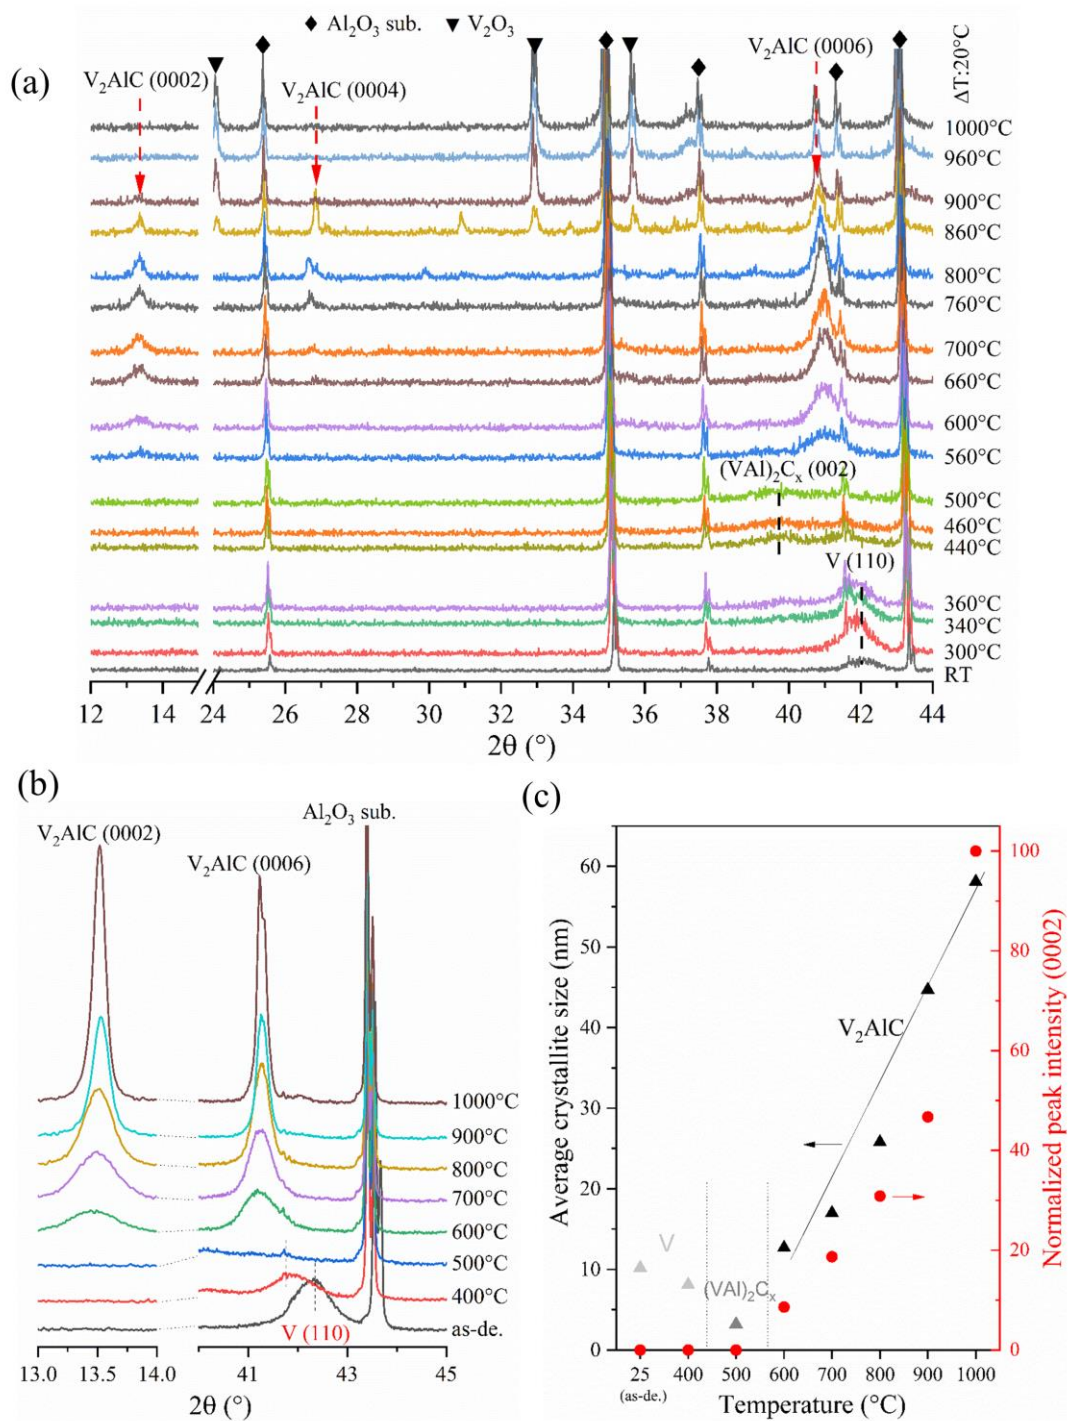 (a)
◆ Al₂O₃ sub. ▼ V₂O₃
V₂AlC (0002)
V₂AlC (0004)
V₂AlC (0006)
ΔT:20°C
1000°C
960°C
900°C
860°C
800°C
760°C
700°C
660°C
600°C
560°C
(VAl)₂Cₓ (002)
500°C
460°C
440°C
V (110)
360°C
340°C
300°C
RT
12 14 24 26 28 30 32 34 36 38 40 42 44
2θ (°)
(b)
Al₂O₃ sub.
V₂AlC (0002)
V₂AlC (0006)
1000°C
900°C
800°C
700°C
600°C
500°C
400°C
as-de.
V (110)
13.0 13.5 14.0 41 43 45
2θ (°)
(c)
Average crystallite size (nm)
60
50
40
30
20
10
0
V
(VAl)₂Cₓ
V₂AlC
100
80
60
40
20
0
Normalized peak intensity (0002)
25 400 500 600 700 800 900 1000
(as-de.)
Temperature (°C)